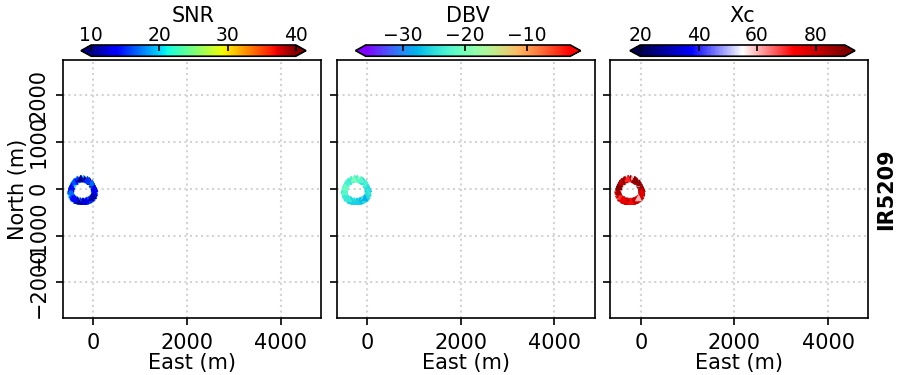 SNR DBV Xc
10 20 30 40 −30 −20 −10 20 40 60 80
2000
1000
0
−1000
−2000
North (m)
IR5209
0 2000 4000 0 2000 4000 0 2000 4000
East (m) East (m) East (m)